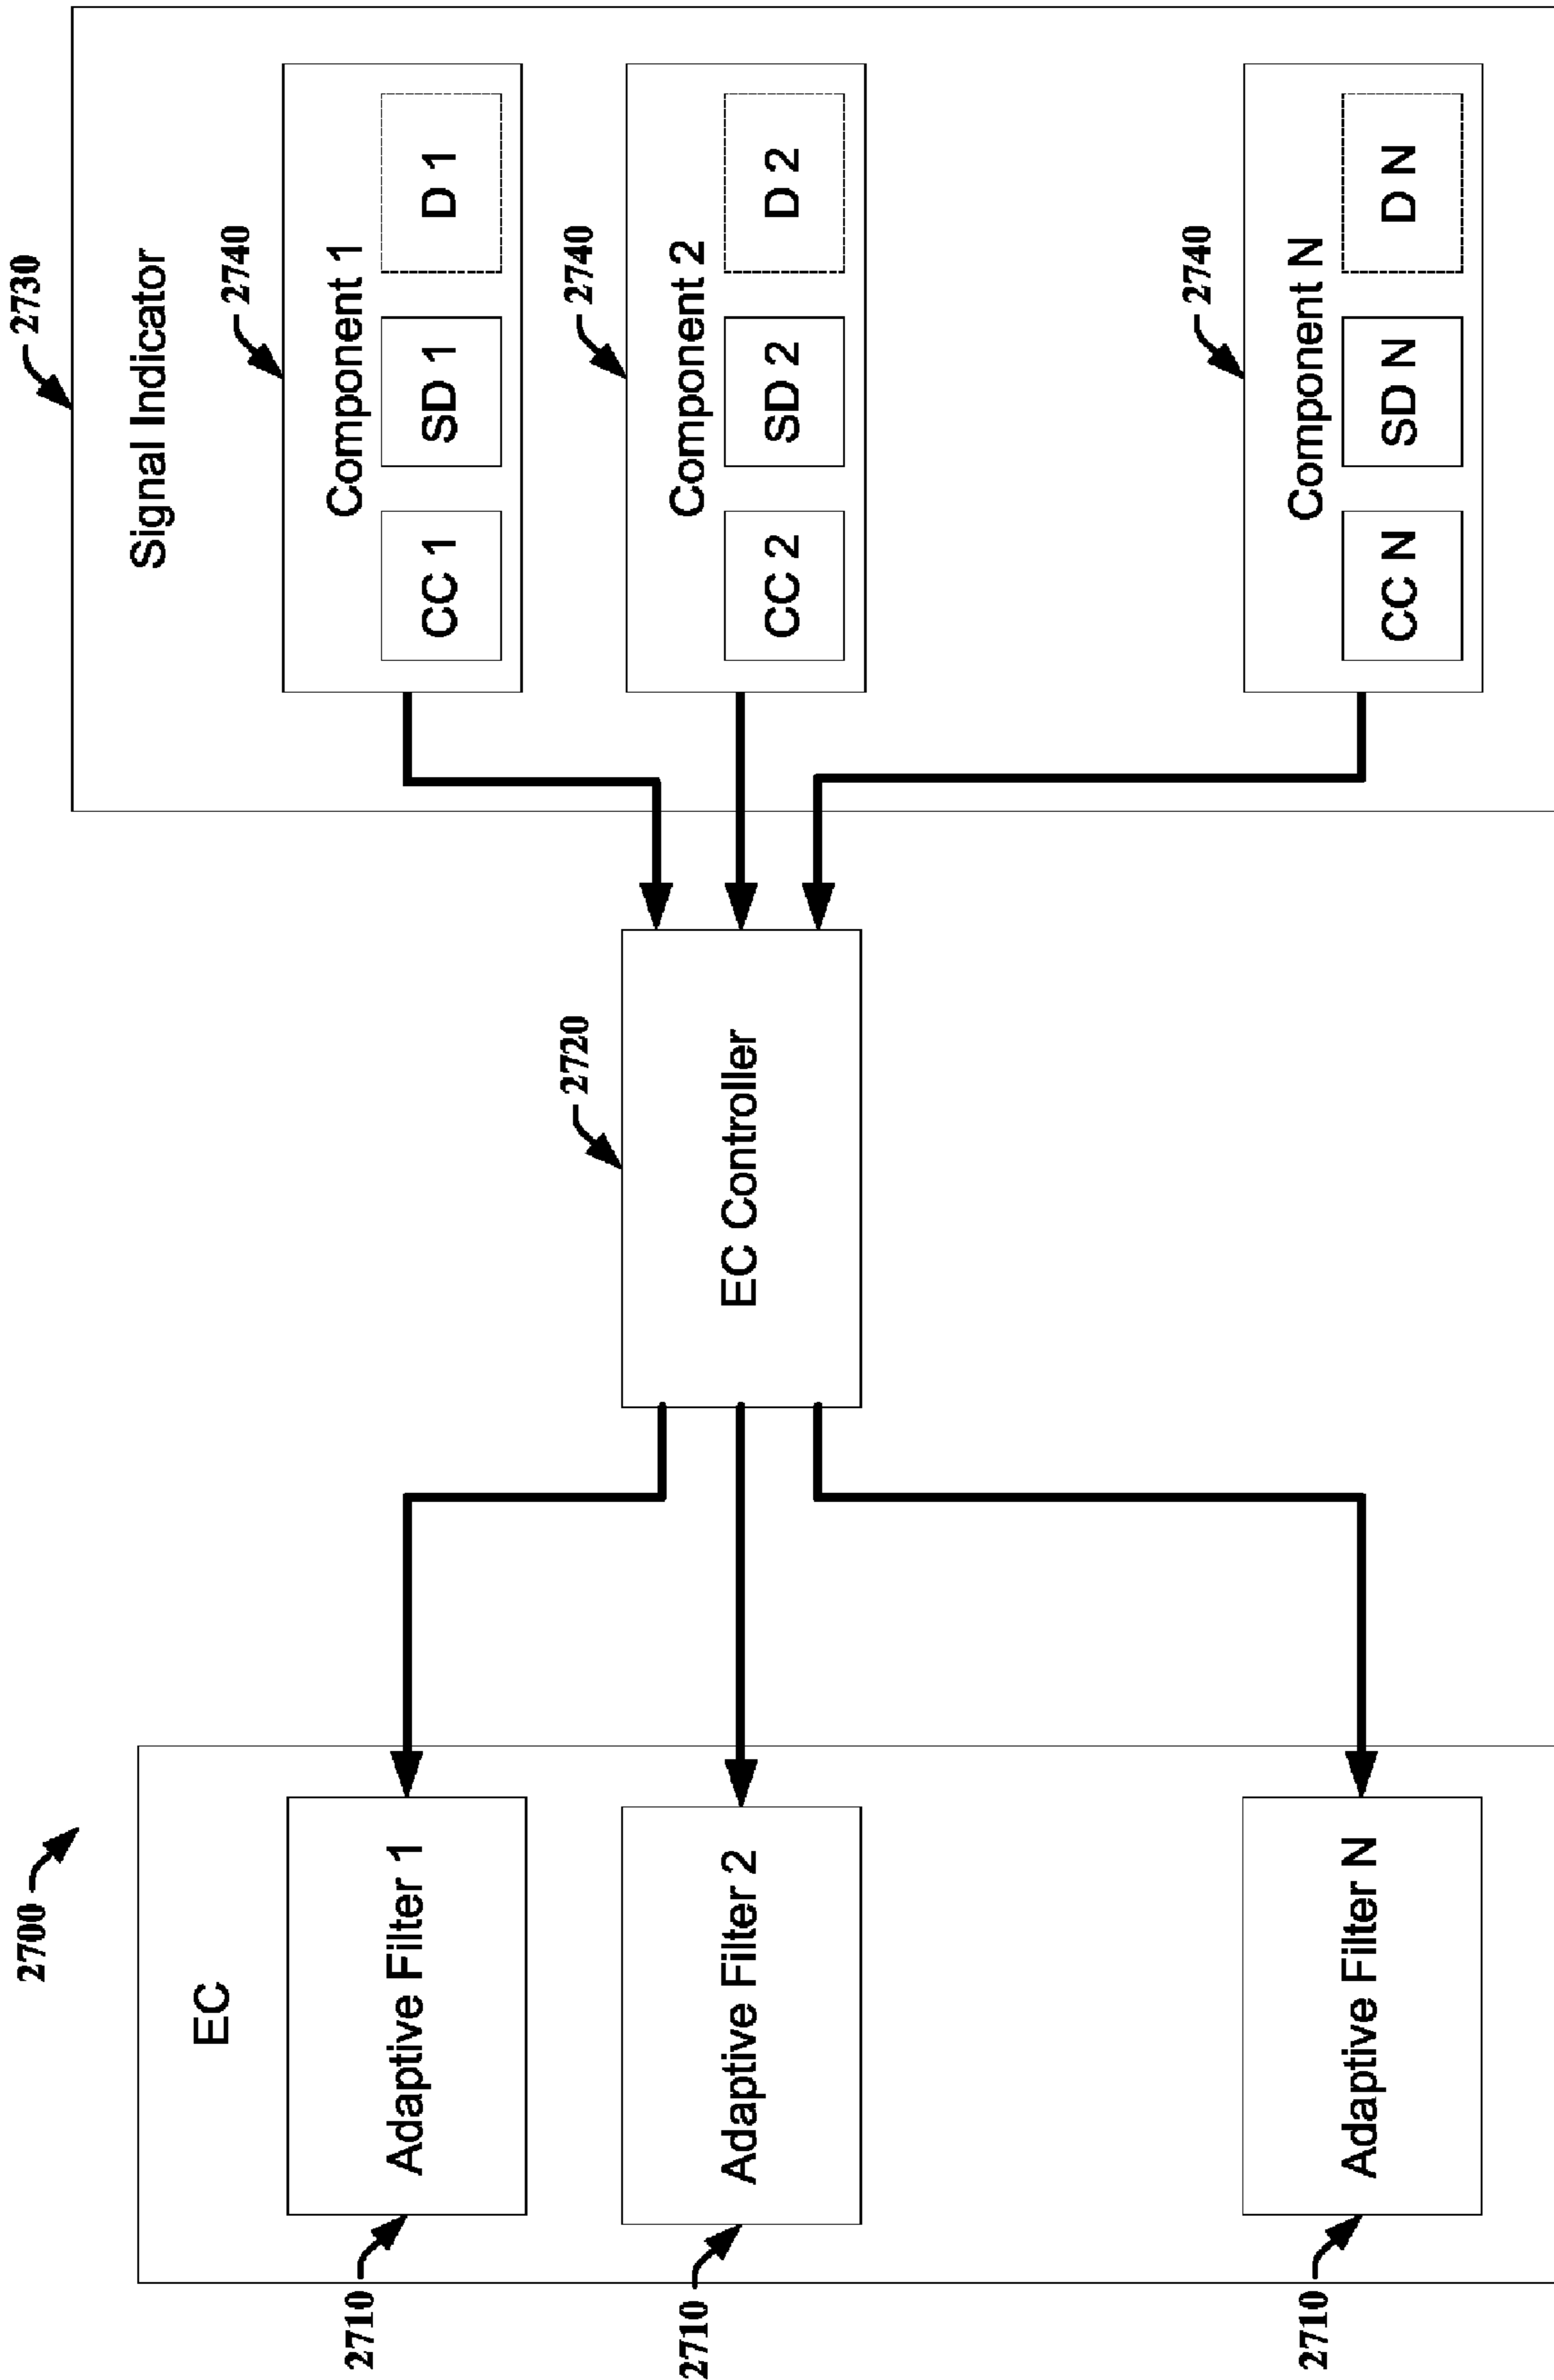 2700
EC
2710
Adaptive Filter 1
2710
Adaptive Filter 2
2710
Adaptive Filter N
2720
EC Controller
2730
Signal Indicator
2740
Component 1
CC 1
SD 1
D 1
2740
Component 2
CC 2
SD 2
D 2
2740
Component N
CC N
SD N
D N